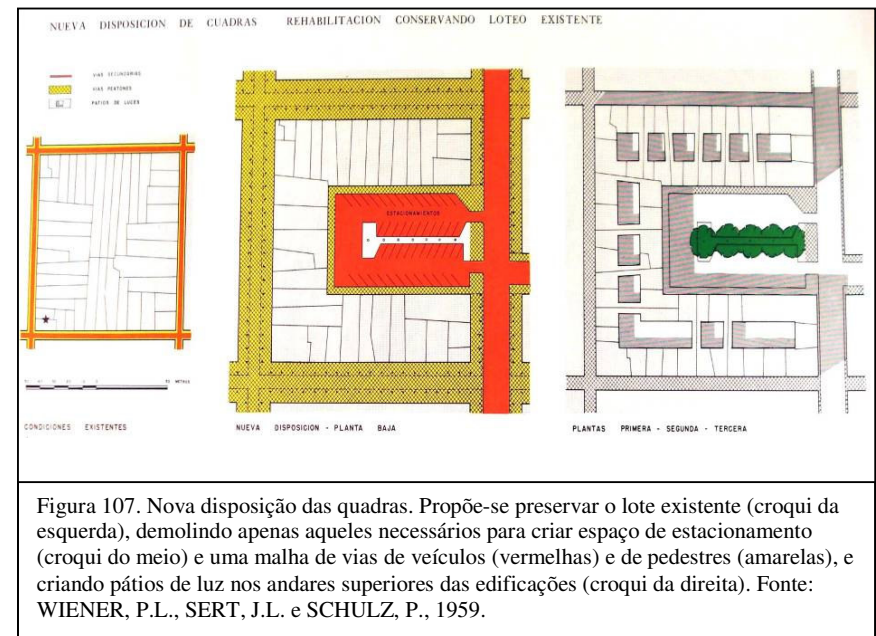 NUEVA DISPOSICION DE CUADRAS REHABILITACION CONSERVANDO LOTEO EXISTENTE
VIAS SECUNDARIAS
VIAS PEATONES
PATIOS DE LUCES
ESTACIONAMIENTOS
METROS
CONDICIONES EXISTENTES
NUEVA DISPOSICION - PLANTA BAJA
PLANTAS PRIMERA - SEGUNDA - TERCERA
Figura 107. Nova disposição das quadras. Propõe-se preservar o lote existente (croqui da
esquerda), demolindo apenas aqueles necessários para criar espaço de estacionamento
(croqui do meio) e uma malha de vias de veículos (vermelhas) e de pedestres (amarelas), e
criando pátios de luz nos andares superiores das edificações (croqui da direita). Fonte:
WIENER, P.L., SERT, J.L. e SCHULZ, P., 1959.